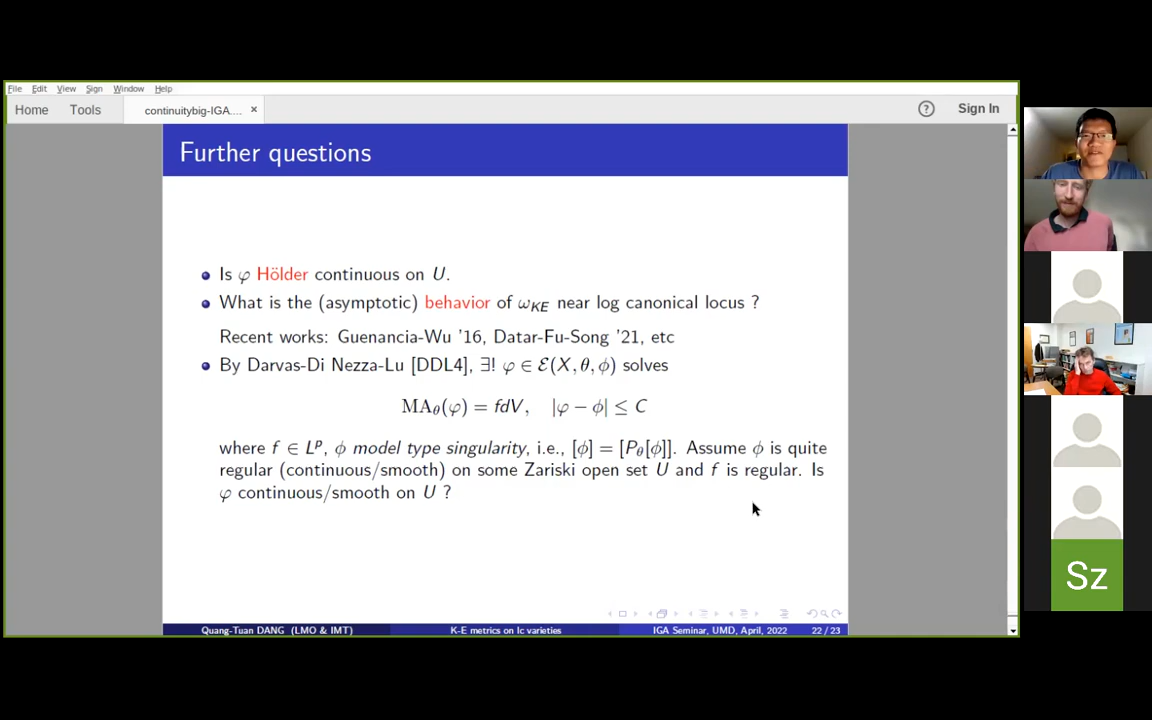 File Edit View Sign Window Help
Home Tools continuitybig-IGA.... × ? Sign In
Further questions
Is φ Hölder continuous on U.
What is the (asymptotic) behavior of ω_KE near log canonical locus ?
Recent works: Guenancia-Wu '16, Datar-Fu-Song '21, etc
By Darvas-Di Nezza-Lu [DDL4], ∃! φ ∈ ℰ(X, θ, ϕ) solves
MA_θ(φ) = fdV, |φ − ϕ| ≤ C
where f ∈ L^p, ϕ model type singularity, i.e., [ϕ] = [P_θ[ϕ]]. Assume ϕ is quite
regular (continuous/smooth) on some Zariski open set U and f is regular. Is
φ continuous/smooth on U ?
Quang-Tuan DANG (LMO & IMT) K-E metrics on lc varieties IGA Seminar, UMD, April, 2022 22 / 23
Sz